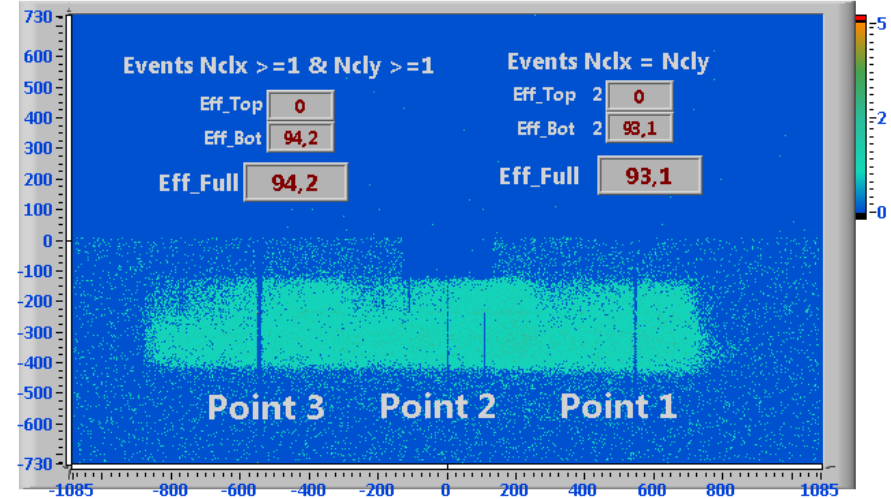 Events Nclx >=1 & Ncly >=1
Eff_Top 0
Eff_Bot 94,2
Eff_Full 94,2
Events Nclx = Ncly
Eff_Top 2 0
Eff_Bot 2 93,1
Eff_Full 93,1
Point 3 Point 2 Point 1
730
600
500
400
300
200
100
0
-100
-200
-300
-400
-500
-600
-730
-1085 -800 -600 -400 -200 0 200 400 600 800 1085
-5
-2
-0